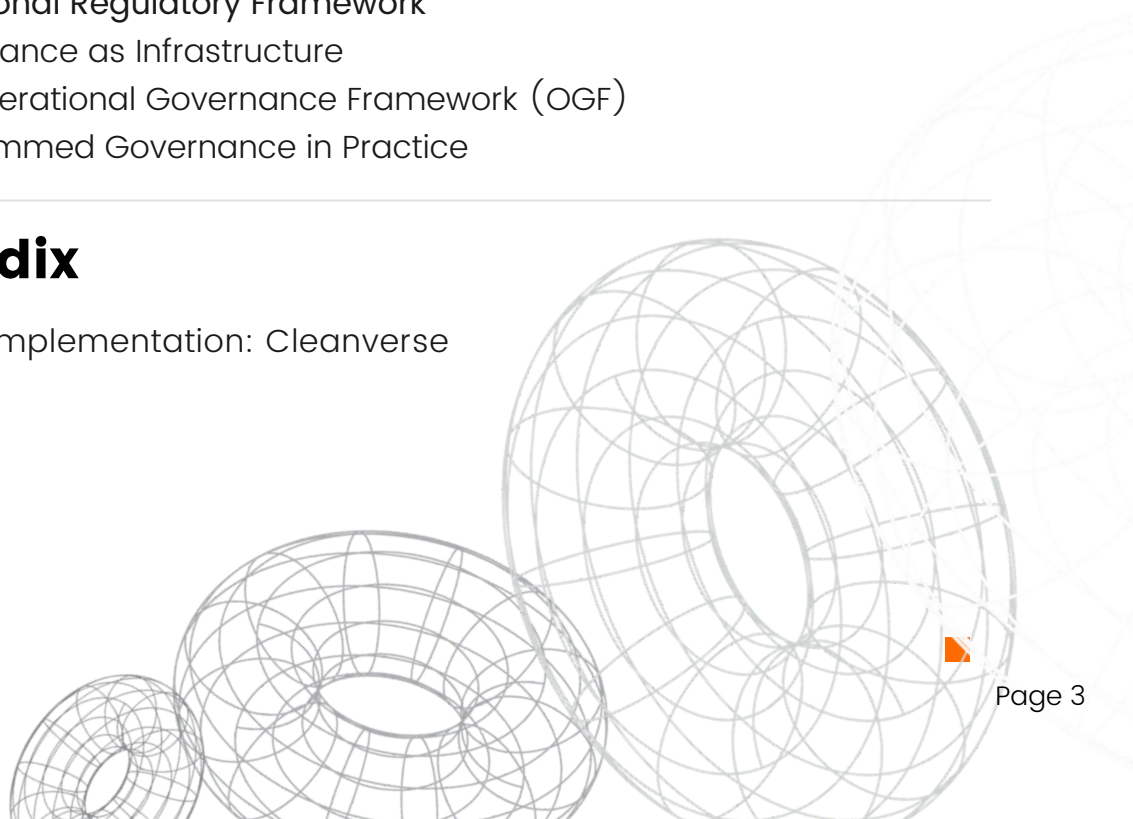 onal Regulatory Framework
ance as Infrastructure
erational Governance Framework (OGF)
mmed Governance in Practice
dix
mplementation: Cleanverse
Page 3